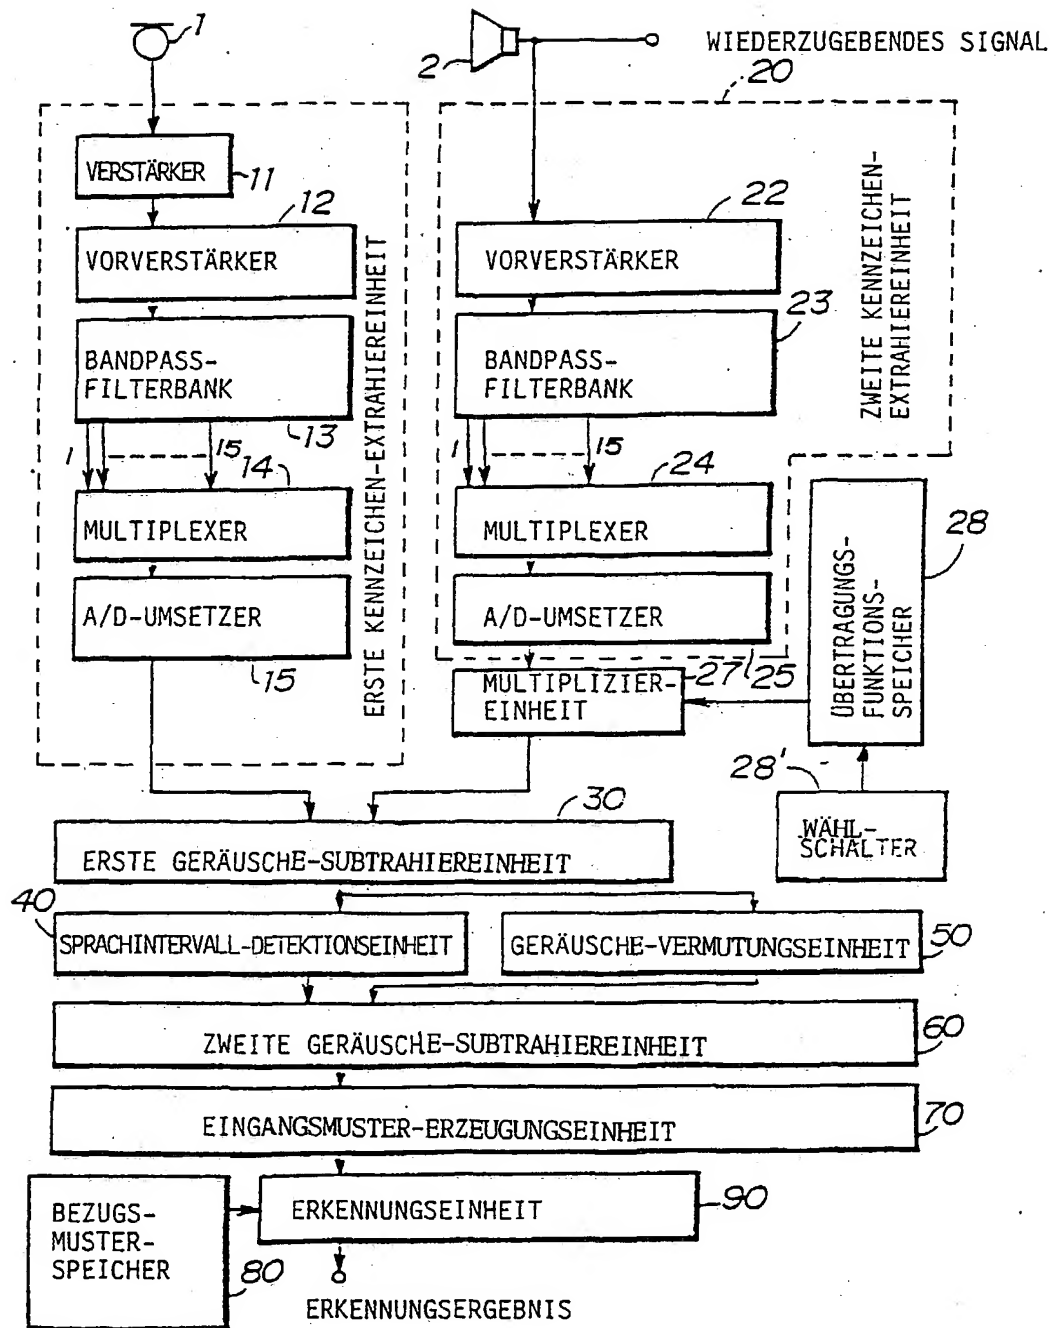 1
2
WIEDERZUGEBENDES SIGNAL
20
VERSTÄRKER
11
12
VORVERSTÄRKER
BANDPASS-
FILTERBANK
13
1
15
14
MULTIPLEXER
A/D-UMSETZER
15
ERSTE KENNZEICHEN-EXTRAHIEREINHEIT
22
VORVERSTÄRKER
23
BANDPASS-
FILTERBANK
1
15
24
MULTIPLEXER
A/D-UMSETZER
25
ZWEITE KENNZEICHEN-
EXTRAHIEREINHEIT
27
MULTIPLIZIER-
EINHEIT
28
ÜBERTRAGUNGS-
FUNKTIONS-
SPEICHER
28'
WÄHL-
SCHALTER
30
ERSTE GERÄUSCHE-SUBTRAHIEREINHEIT
40
SPRACHINTERVALL-DETEKTIONSEINHEIT
GERÄUSCHE-VERMUTUNGSEINHEIT
50
ZWEITE GERÄUSCHE-SUBTRAHIEREINHEIT
60
EINGANGSMUSTER-ERZEUGUNGSEINHEIT
70
BEZUGS-
MUSTER-
SPEICHER
80
ERKENNUNGSEINHEIT
90
ERKENNUNGSERGEBNIS